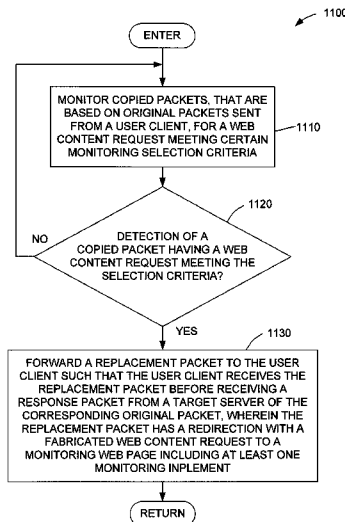 1100
ENTER
MONITOR COPIED PACKETS, THAT ARE
BASED ON ORIGINAL PACKETS SENT
FROM A USER CLIENT, FOR A WEB
CONTENT REQUEST MEETING CERTAIN
MONITORING SELECTION CRITERIA
1110
1120
DETECTION OF A
COPIED PACKET HAVING A WEB
CONTENT REQUEST MEETING THE
SELECTION CRITERIA?
NO
YES
1130
FORWARD A REPLACEMENT PACKET TO THE USER
CLIENT SUCH THAT THE USER CLIENT RECEIVES THE
REPLACEMENT PACKET BEFORE RECEIVING A
RESPONSE PACKET FROM A TARGET SERVER OF THE
CORRESPONDING ORIGINAL PACKET, WHEREIN THE
REPLACEMENT PACKET HAS A REDIRECTION WITH A
FABRICATED WEB CONTENT REQUEST TO A
MONITORING WEB PAGE INCLUDING AT LEAST ONE
MONITORING INPLEMENT
RETURN